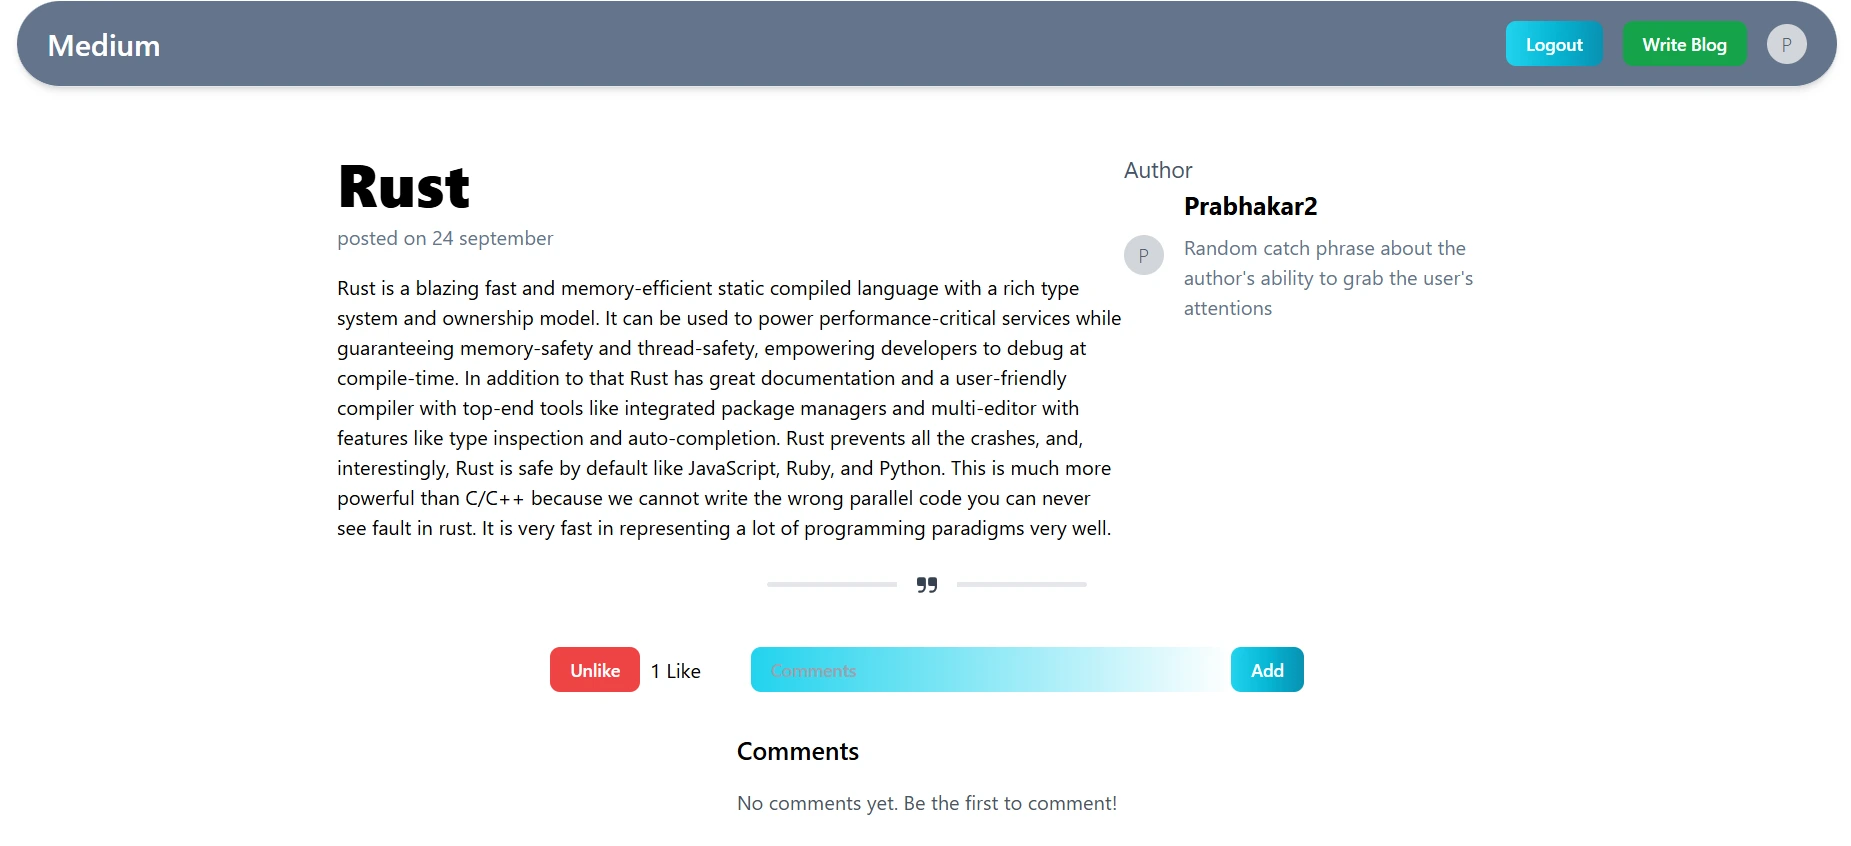 Medium
Logout
Write Blog
P
Rust
posted on 24 september
Rust is a blazing fast and memory-efficient static compiled language with a rich type
system and ownership model. It can be used to power performance-critical services while
guaranteeing memory-safety and thread-safety, empowering developers to debug at
compile-time. In addition to that Rust has great documentation and a user-friendly
compiler with top-end tools like integrated package managers and multi-editor with
features like type inspection and auto-completion. Rust prevents all the crashes, and,
interestingly, Rust is safe by default like JavaScript, Ruby, and Python. This is much more
powerful than C/C++ because we cannot write the wrong parallel code you can never
see fault in rust. It is very fast in representing a lot of programming paradigms very well.
Author
Prabhakar2
P
Random catch phrase about the
author's ability to grab the user's
attentions
Unlike
1 Like
Comments
Add
Comments
No comments yet. Be the first to comment!